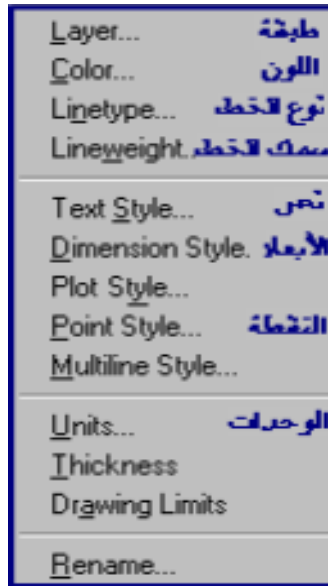 Layer... طبقة
Color... اللون
Linetype... نوع الخط
Lineweight. سمك الخط
Text Style... نص
Dimension Style. الأبعاد
Plot Style...
Point Style... النقطة
Multiline Style...
Units... الوحدات
Thickness
Drawing Limits
Rename...